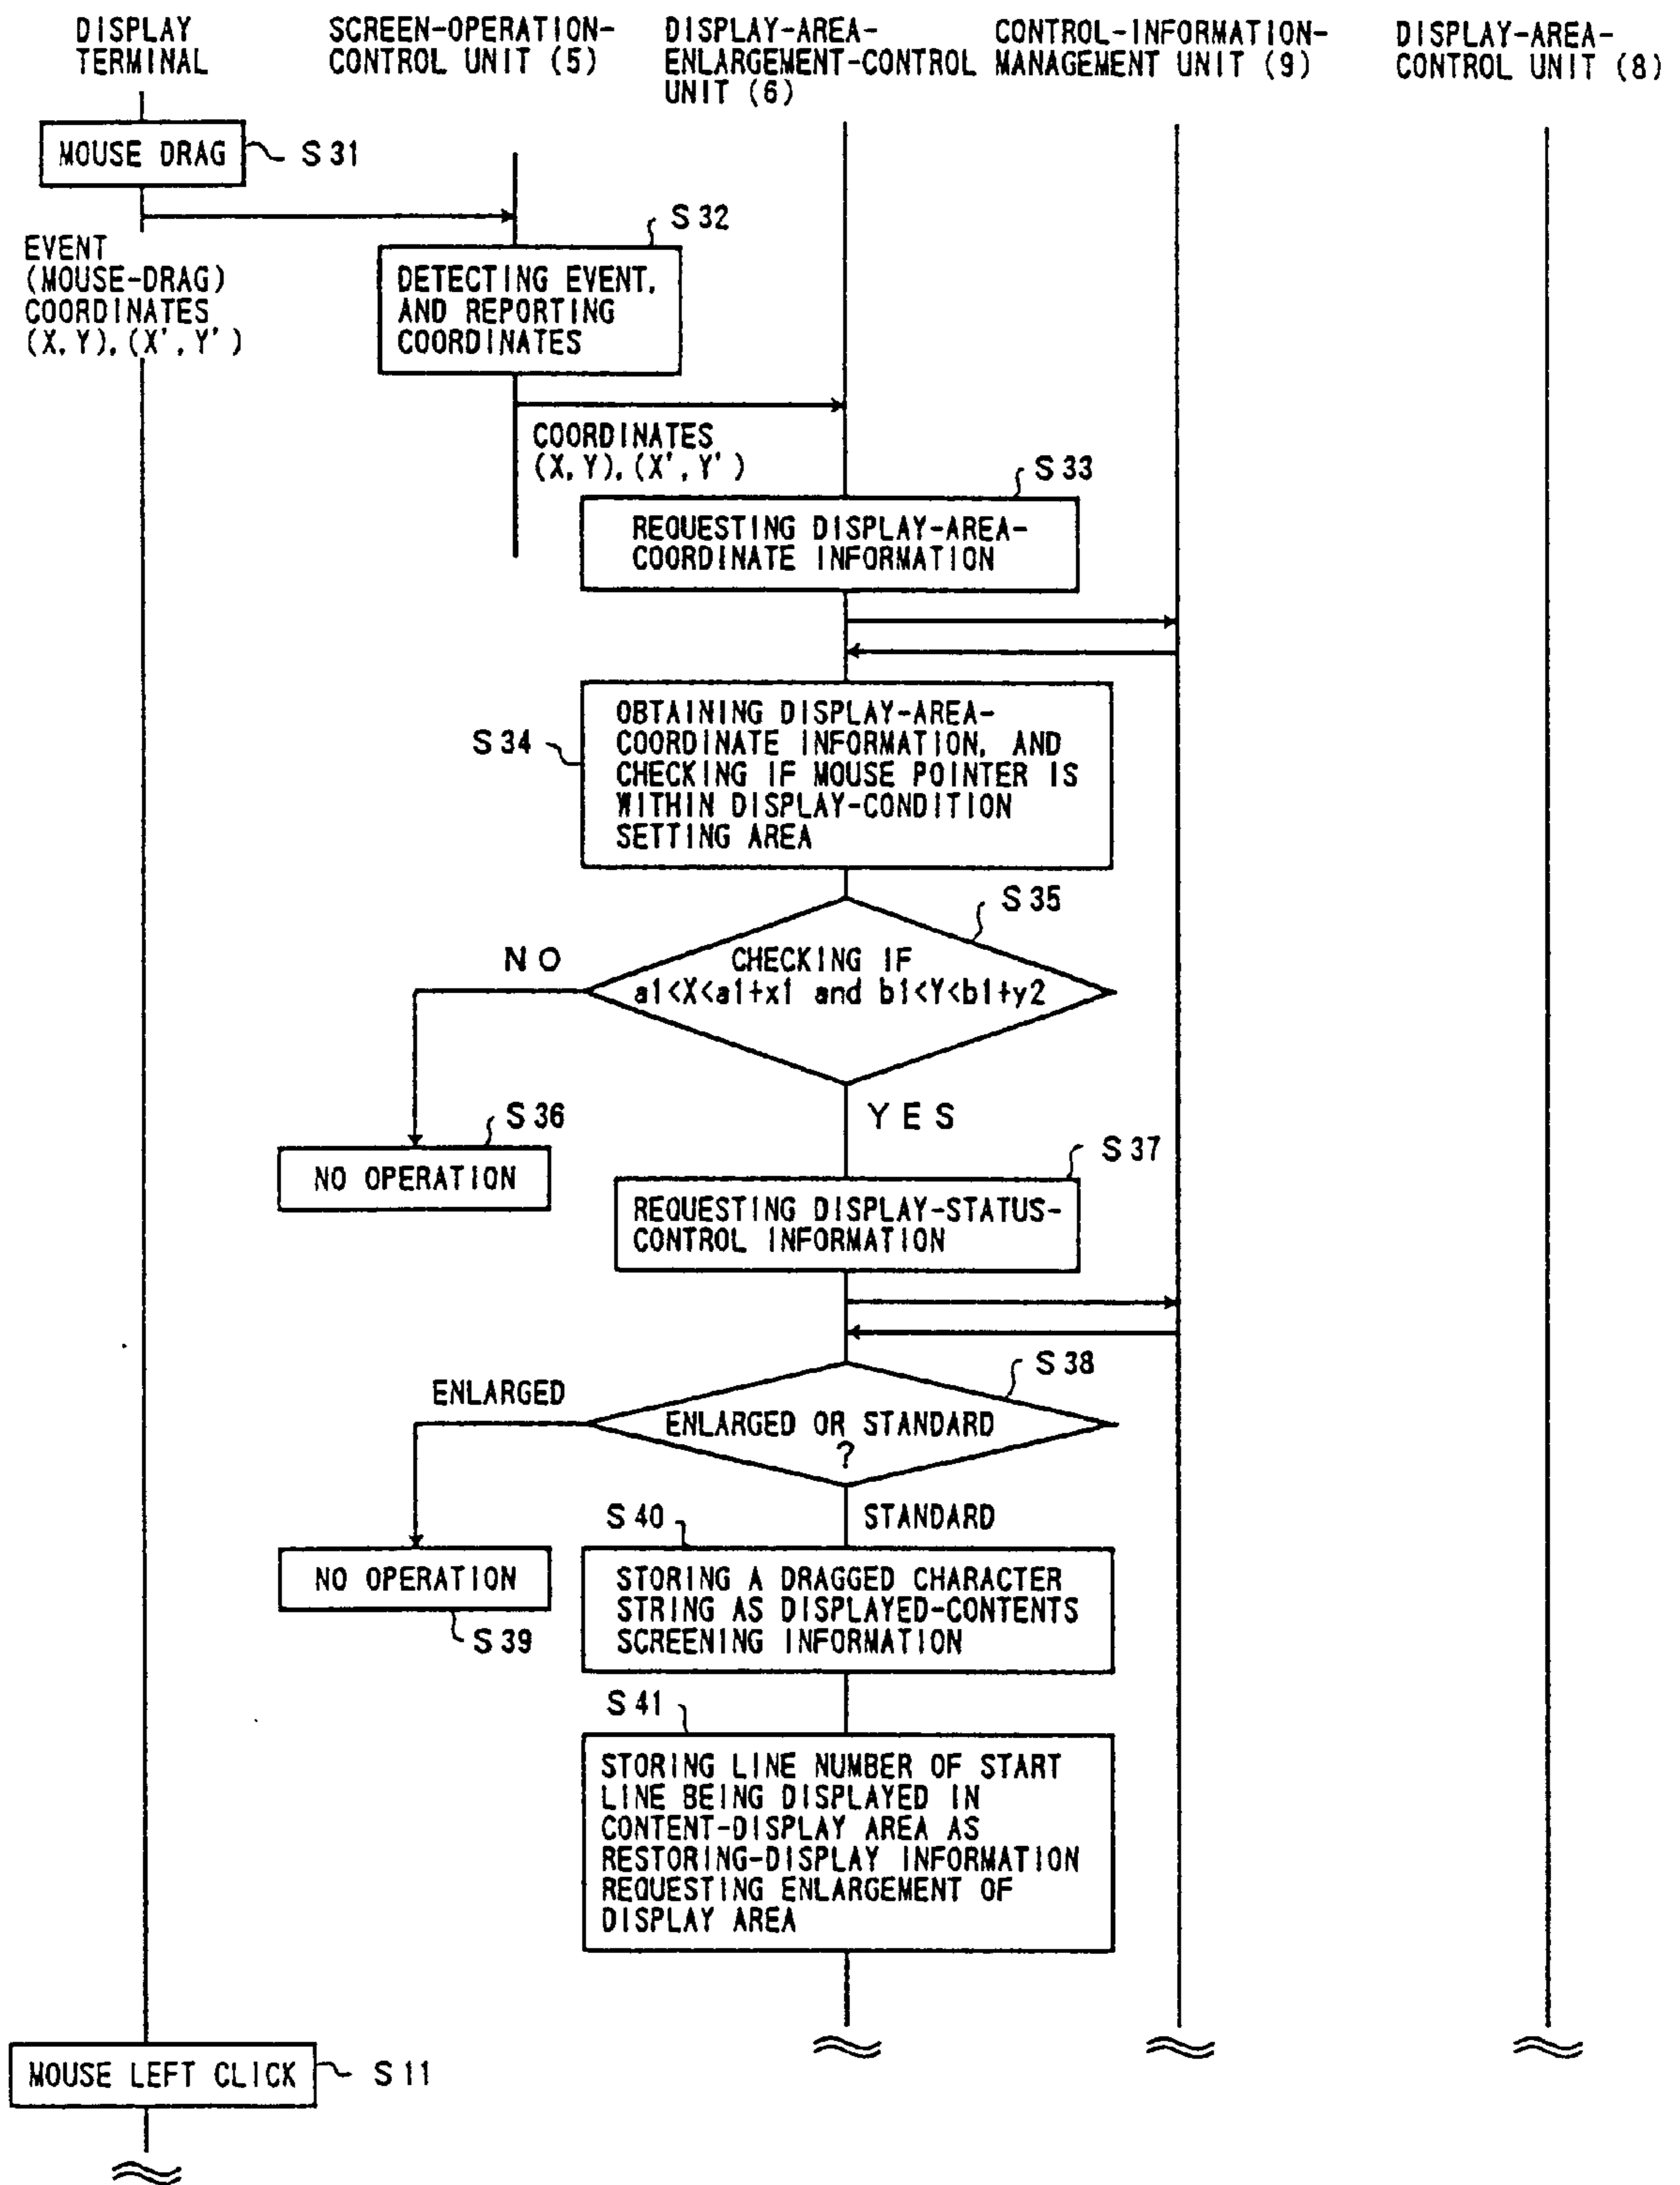 DISPLAY
TERMINAL
SCREEN-OPERATION-
CONTROL UNIT (5)
DISPLAY-AREA-
ENLARGEMENT-CONTROL
UNIT (6)
CONTROL-INFORMATION-
MANAGEMENT UNIT (9)
DISPLAY-AREA-
CONTROL UNIT (8)
MOUSE DRAG
S31
EVENT
(MOUSE-DRAG)
COORDINATES
(X,Y),(X',Y')
S32
DETECTING EVENT,
AND REPORTING
COORDINATES
COORDINATES
(X,Y),(X',Y')
S33
REQUESTING DISPLAY-AREA-
COORDINATE INFORMATION
S34
OBTAINING DISPLAY-AREA-
COORDINATE INFORMATION, AND
CHECKING IF MOUSE POINTER IS
WITHIN DISPLAY-CONDITION
SETTING AREA
S35
CHECKING IF
a1<X<a1+x1 and b1<Y<b1+y2
NO
YES
S36
NO OPERATION
S37
REQUESTING DISPLAY-STATUS-
CONTROL INFORMATION
S38
ENLARGED OR STANDARD
?
ENLARGED
STANDARD
NO OPERATION
S39
S40
STORING A DRAGGED CHARACTER
STRING AS DISPLAYED-CONTENTS
SCREENING INFORMATION
S41
STORING LINE NUMBER OF START
LINE BEING DISPLAYED IN
CONTENT-DISPLAY AREA AS
RESTORING-DISPLAY INFORMATION
REQUESTING ENLARGEMENT OF
DISPLAY AREA
MOUSE LEFT CLICK
S11